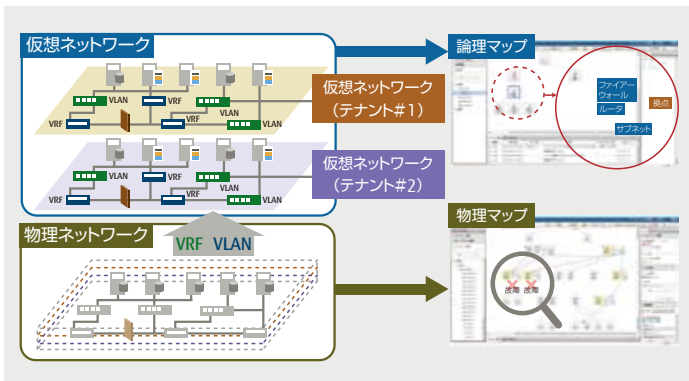 仮想ネットワーク
論理マップ
仮想ネットワーク
(テナント#1)
VLAN
VRF
VRF
VLAN
ファイアー
ウォール
ルータ
拠点
サブネット
仮想ネットワーク
(テナント#2)
VLAN
VRF
VRF
VRF
VLAN
物理ネットワーク
VRF VLAN
物理マップ
故障 故障